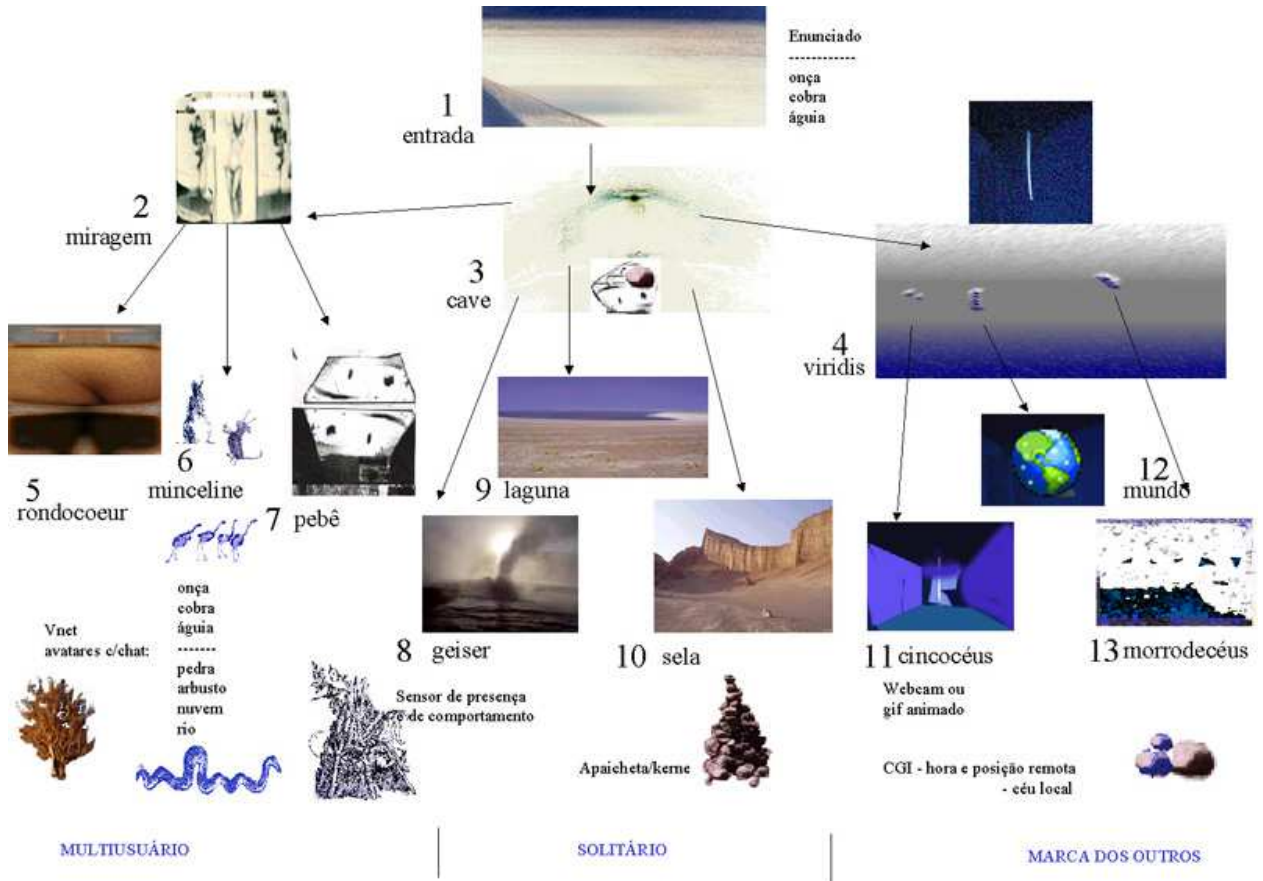 Enunciado
------------
onça
cobra
águia
1
entrada
2
miragem
3
cave
4
viridis
5
rondocoeur
6
minceline
7 pebê
8 geiser
9 laguna
10 sela
11 cincocéus
12
mundo
13 morrodecéus
Vnet
avatares c/chat:
onça
cobra
águia
-------
pedra
arbusto
nuvem
rio
Sensor de presença
e de comportamento
Apaicheta/kerne
Webcam ou
gif animado
CGI - hora e posição remota
- céu local
MULTIUSUÁRIO
SOLITÁRIO
MARCA DOS OUTROS